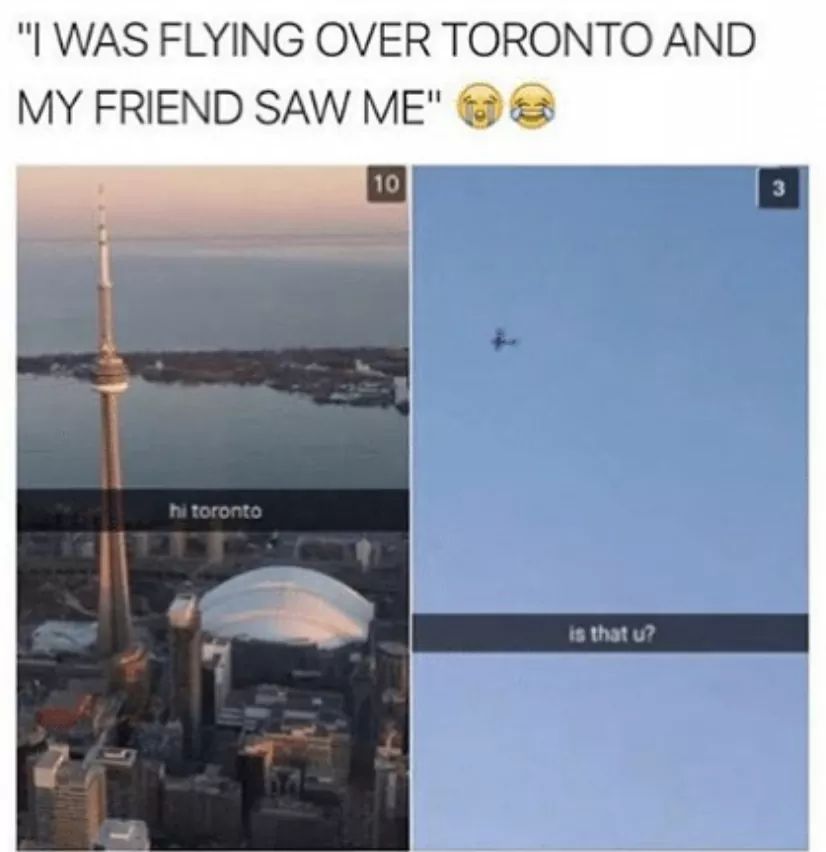 "I WAS FLYING OVER TORONTO AND
MY FRIEND SAW ME" 😭😂
10
3
hi toronto
is that u?